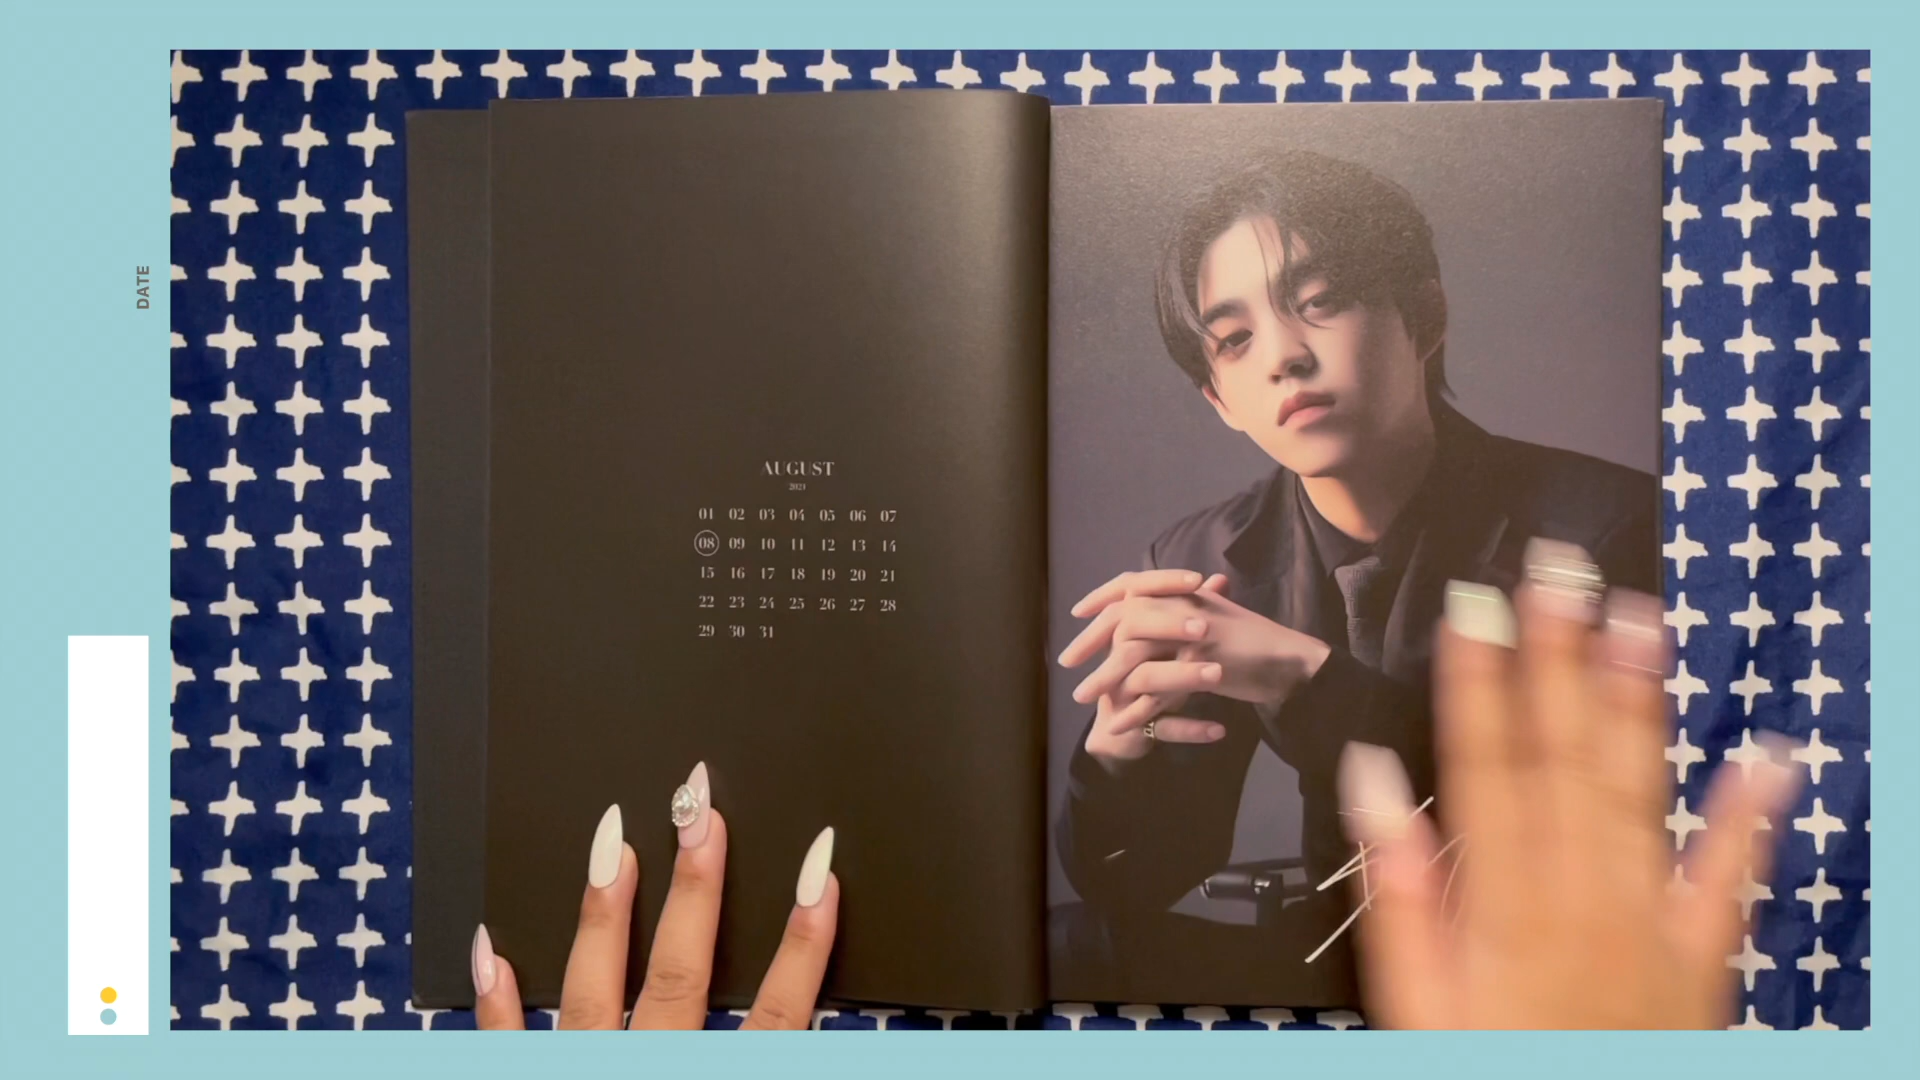 DATE
AUGUST
2021
01 02 03 04 05 06 07
08 09 10 11 12 13 14
15 16 17 18 19 20 21
22 23 24 25 26 27 28
29 30 31